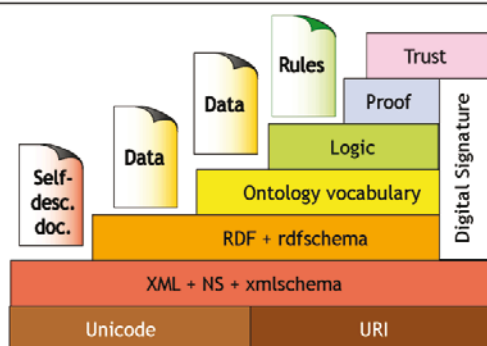 Trust
Rules
Proof
Data
Logic
Data
Ontology vocabulary
Digital Signature
Self-
desc.
doc.
RDF + rdfschema
XML + NS + xmlschema
Unicode
URI